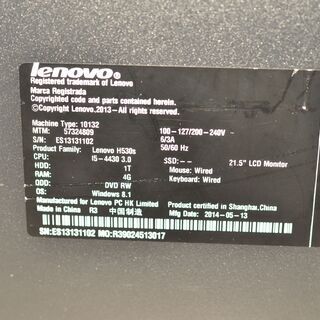 lenovo®
Registered trademark of Lenovo
Marca Registrada
Copyrighted code and parts contained herein.
Copyright Lenovo. 2013-All rights reserved.
Machine Type: 10132
MTM: 57324809
S/N: ES13131102
100-127/200-240V~
6/3A
50/60 Hz
Product Name: Lenovo H530s
CPU: I5-4430 3.0
HDD: 1T
RAM: 4G
ODD: DVD RW
OS: Windows 8.1
SSD: --
Mouse: Wired
Keyboard: Wired
21.5" LCD Monitor
Manufactured for Lenovo PC HK Limited
Made in China R3 中国制造
Product certified in Shanghai,China
Mfg Date: 2014-05-13
SN:ES13131102 MO:R39024513017